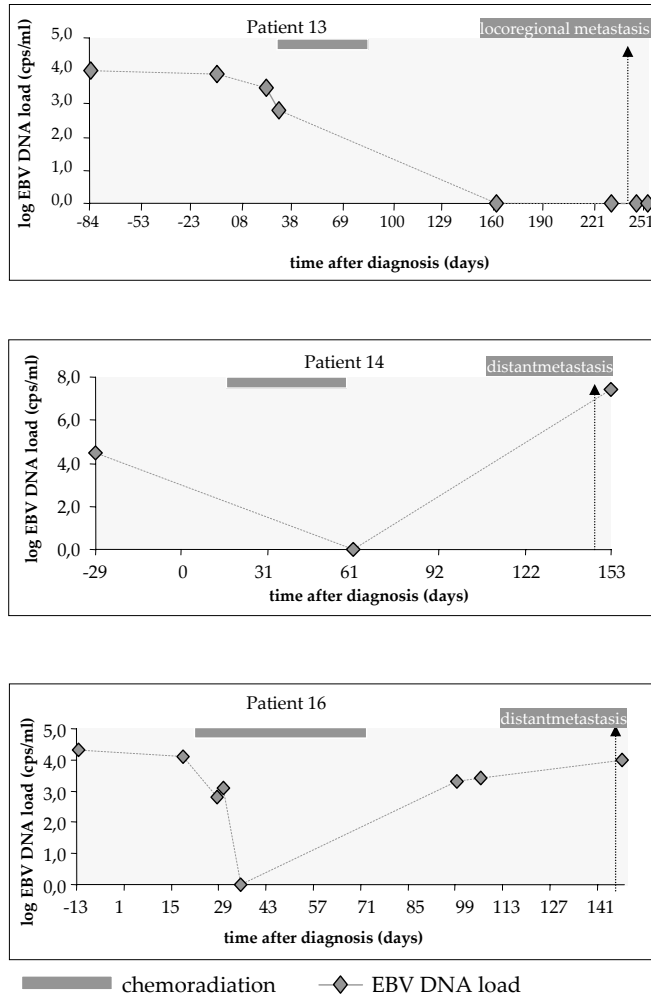 Patient 13
locoregional metastasis
log EBV DNA load (cps/ml)
5,0
4,0
3,0
2,0
1,0
0,0
-84 -53 -23 08 38 69 100 129 160 190 221 251
time after diagnosis (days)
Patient 14
distantmetastasis
log EBV DNA load (cps/ml)
8,0
6,0
4,0
2,0
0,0
-29 0 31 61 92 122 153
time after diagnosis (days)
Patient 16
distantmetastasis
log EBV DNA load (cps/ml)
5,0
4,0
3,0
2,0
1,0
0,0
-13 1 15 29 43 57 71 85 99 113 127 141
time after diagnosis (days)
chemoradiation EBV DNA load